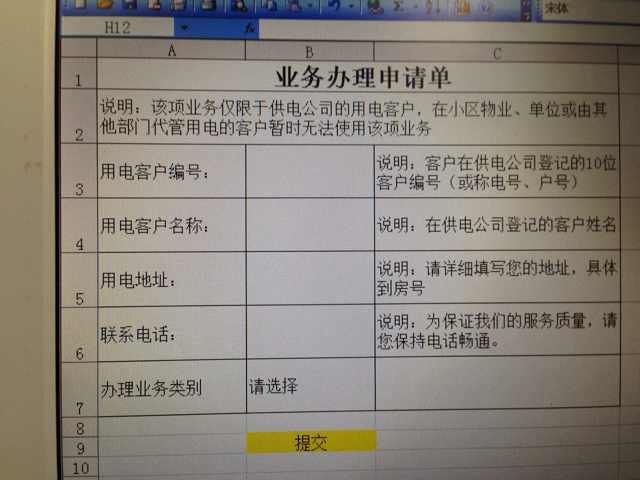 宋体
H12
fx
A B C
1 业务办理申请单
说明：该项业务仅限于供电公司的用电客户，在小区物业、单位或由其
2 他部门代管用电的客户暂时无法使用该项业务
用电客户编号： 说明：客户在供电公司登记的10位
3 客户编号（或称电号、户号）
4 用电客户名称： 说明：在供电公司登记的客户姓名
用电地址： 说明：请详细填写您的地址，具体
5 到房号
联系电话： 说明：为保证我们的服务质量，请
6 您保持电话畅通。
7 办理业务类别 请选择
8
9 提交
10